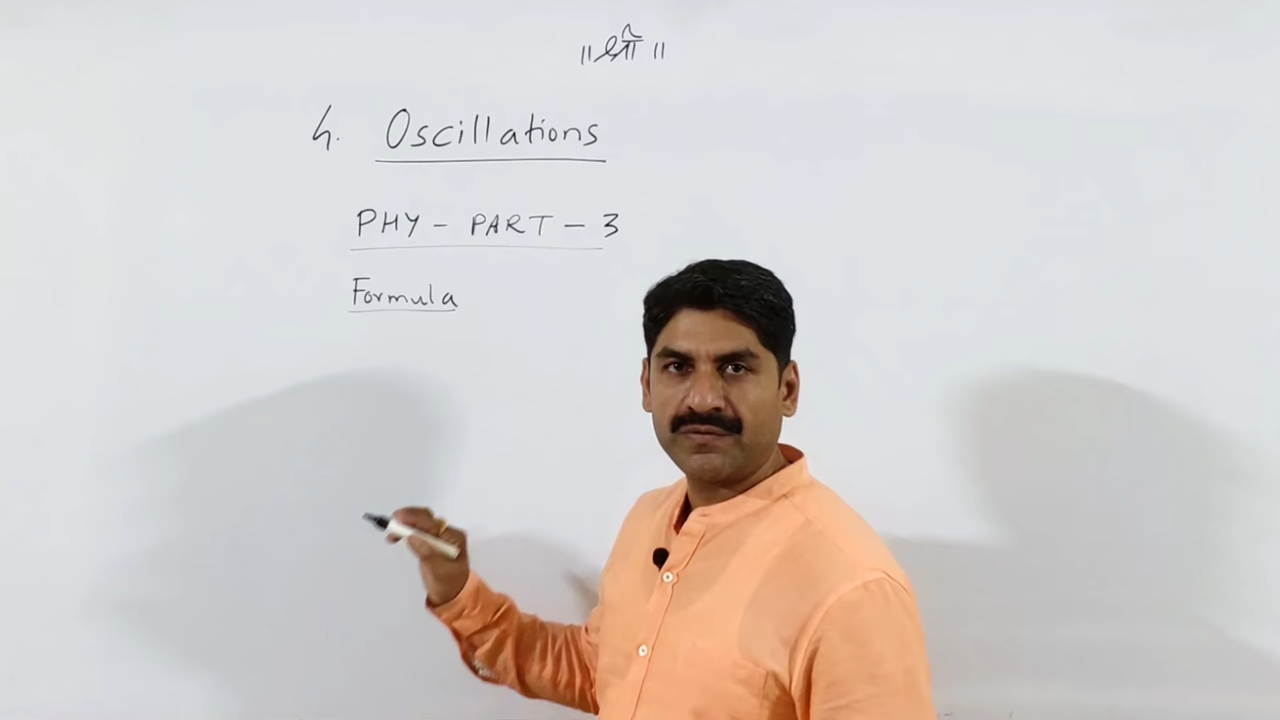 ॥ श्री ॥
4. Oscillations
PHY - PART - 3
Formula